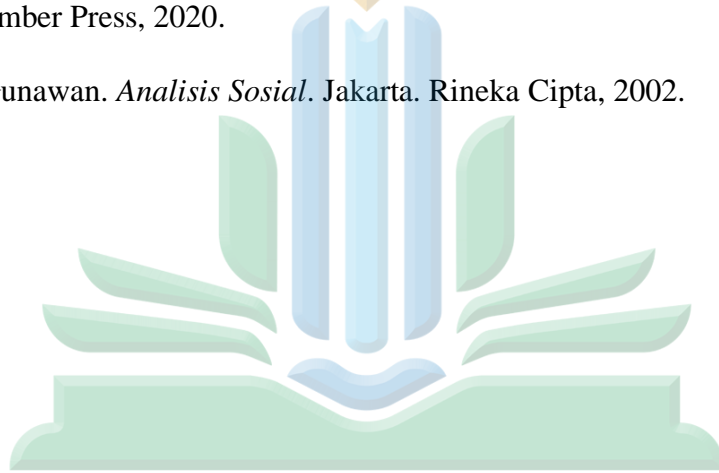 mber Press, 2020.
unawan. Analisis Sosial. Jakarta. Rineka Cipta, 2002.